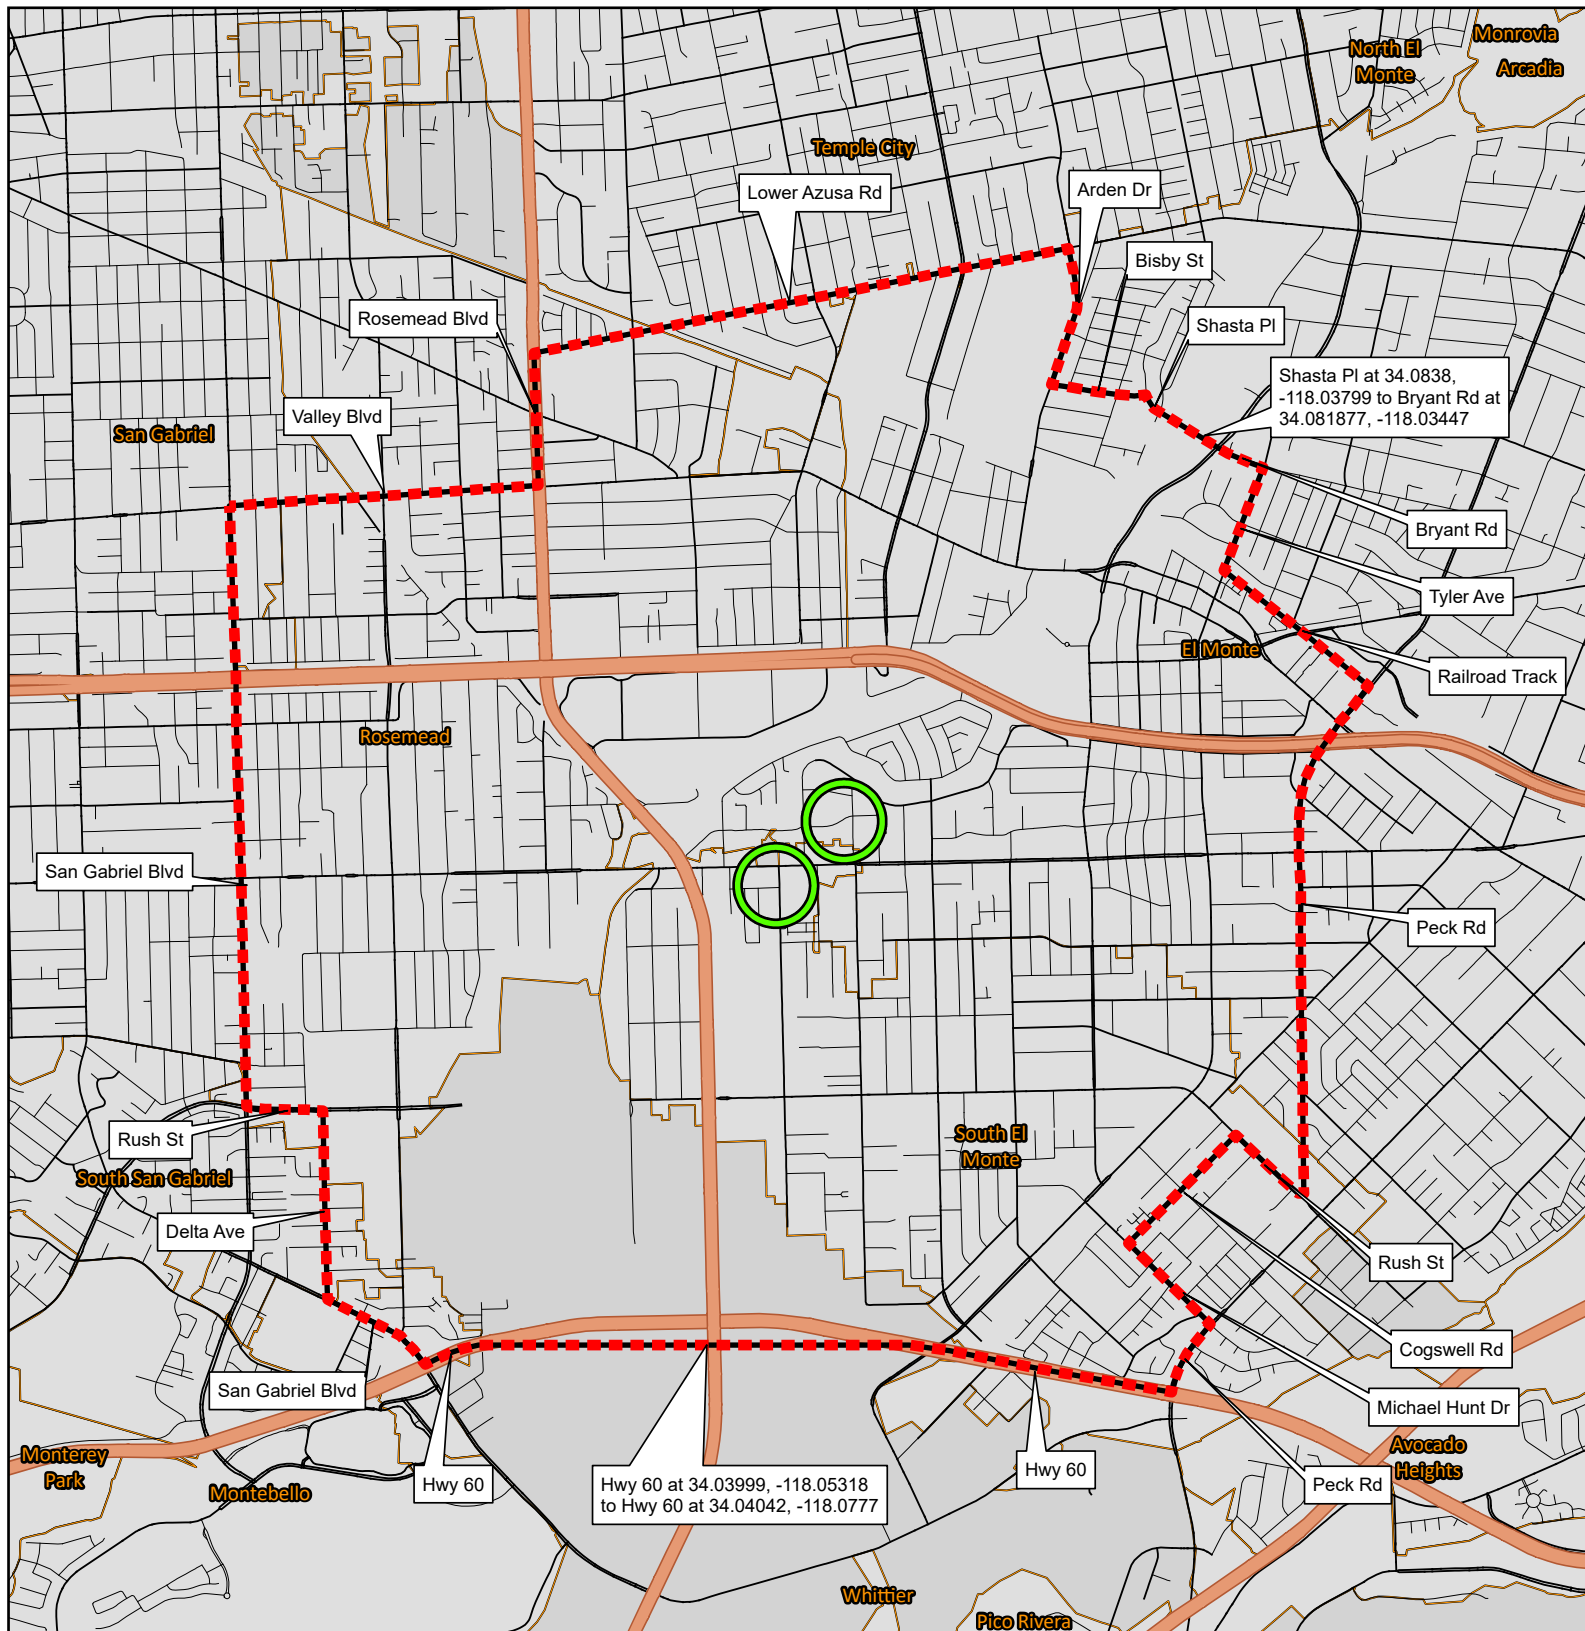 North El
Monte
Monrovia
Arcadia
Temple City
Lower Azusa Rd
Arden Dr
Bisby St
Rosemead Blvd
Shasta Pl
Shasta Pl at 34.0838,
-118.03799 to Bryant Rd at
34.081877, -118.03447
Valley Blvd
San Gabriel
Bryant Rd
Tyler Ave
El Monte
Railroad Track
Rosemead
San Gabriel Blvd
Peck Rd
Rush St
South El
Monte
South San Gabriel
Delta Ave
Rush St
Cogswell Rd
San Gabriel Blvd
Michael Hunt Dr
Monterey
Park
Montebello
Hwy 60
Hwy 60 at 34.03999, -118.05318
to Hwy 60 at 34.04042, -118.0777
Hwy 60
Avocado
Heights
Peck Rd
Whittier
Pico Rivera